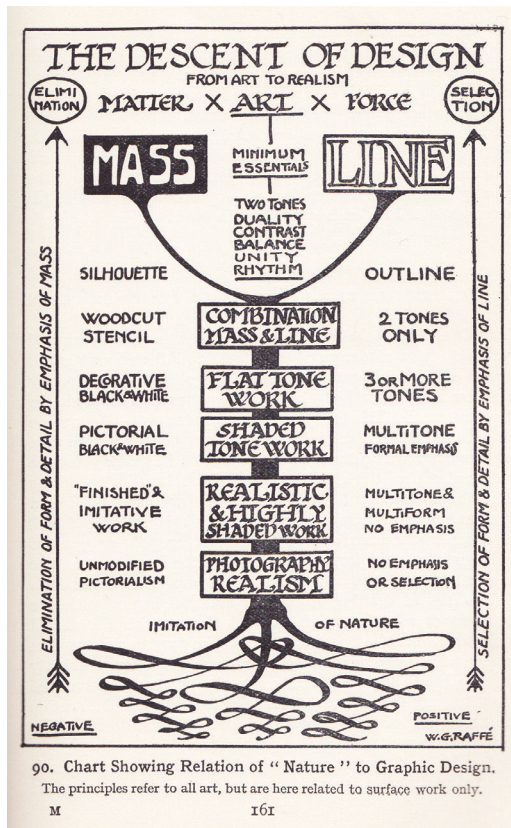 THE DESCENT OF DESIGN
FROM ART TO REALISM
ELIMI
NATION
MATTER X ART X FORCE
SELEC
TION
MASS
MINIMUM
ESSENTIALS
LINE
TWO TONES
DUALITY
CONTRAST
BALANCE
UNITY
RHYTHM
SILHOUETTE
OUTLINE
WOODCUT
STENCIL
COMBINATION
MASS & LINE
2 TONES
ONLY
DECORATIVE
BLACK & WHITE
FLAT TONE
WORK
3 OR MORE
TONES
PICTORIAL
BLACK & WHITE
SHADED
TONE WORK
MULTITONE
FORMAL EMPHASIS
"FINISHED" &
IMITATIVE
WORK
REALISTIC
& HIGHLY
SHADED WORK
MULTITONE &
MULTIFORM
NO EMPHASIS
UNMODIFIED
PICTORIALISM
PHOTOGRAPHY
REALISM
NO EMPHASIS
OR SELECTION
ELIMINATION OF FORM & DETAIL BY EMPHASIS OF MASS
SELECTION OF FORM & DETAIL BY EMPHASIS OF LINE
IMITATION OF NATURE
NEGATIVE
POSITIVE
W.G. RAFFÉ
90. Chart Showing Relation of "Nature" to Graphic Design.
The principles refer to all art, but are here related to surface work only.
M 161